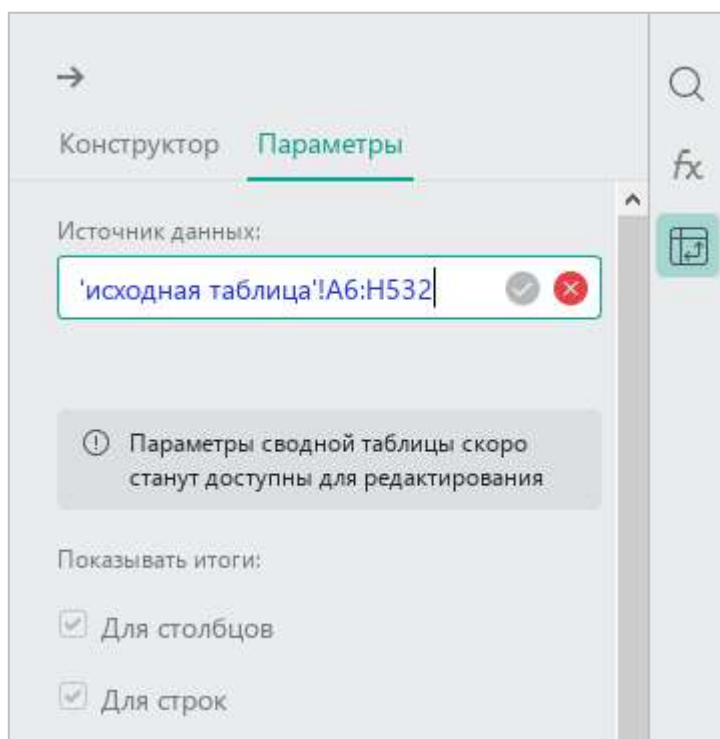 Конструктор Параметры
fx
Источник данных:
'исходная таблица'!A6:H532
Параметры сводной таблицы скоро
станут доступны для редактирования
Показывать итоги:
Для столбцов
Для строк